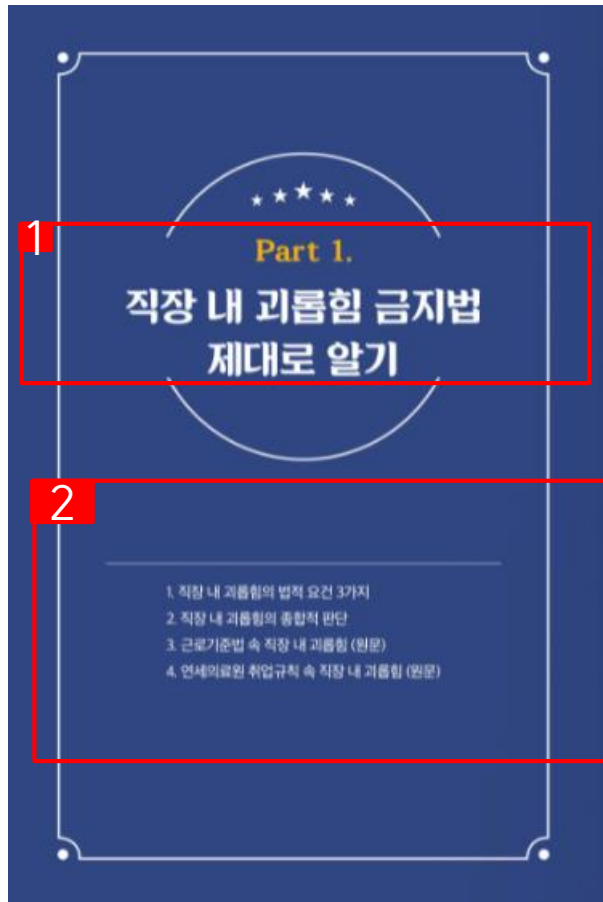 1
Part 1.
직장 내 괴롭힘 금지법
제대로 알기
2
1. 직장 내 괴롭힘의 법적 요건 3가지
2. 직장 내 괴롭힘의 종합적 판단
3. 근로기준법 속 직장 내 괴롭힘 (원문)
4. 연세의료원 취업규칙 속 직장 내 괴롭힘 (원문)